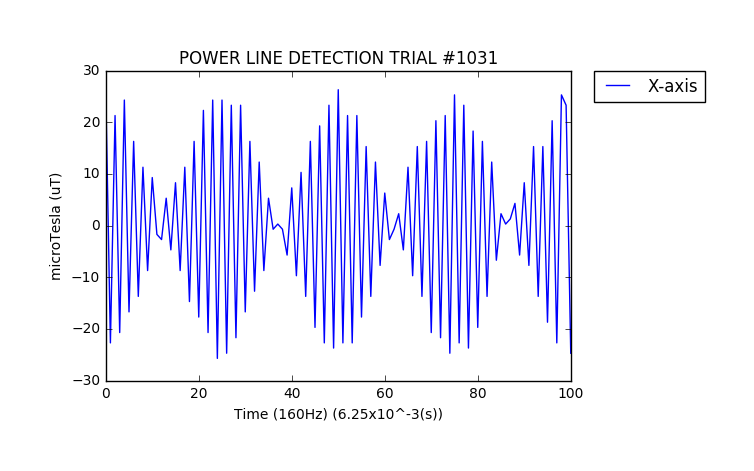 POWER LINE DETECTION TRIAL #1031
X-axis
30
20
10
0
−10
−20
−30
microTesla (uT)
0 20 40 60 80 100
Time (160Hz) (6.25x10^-3(s))